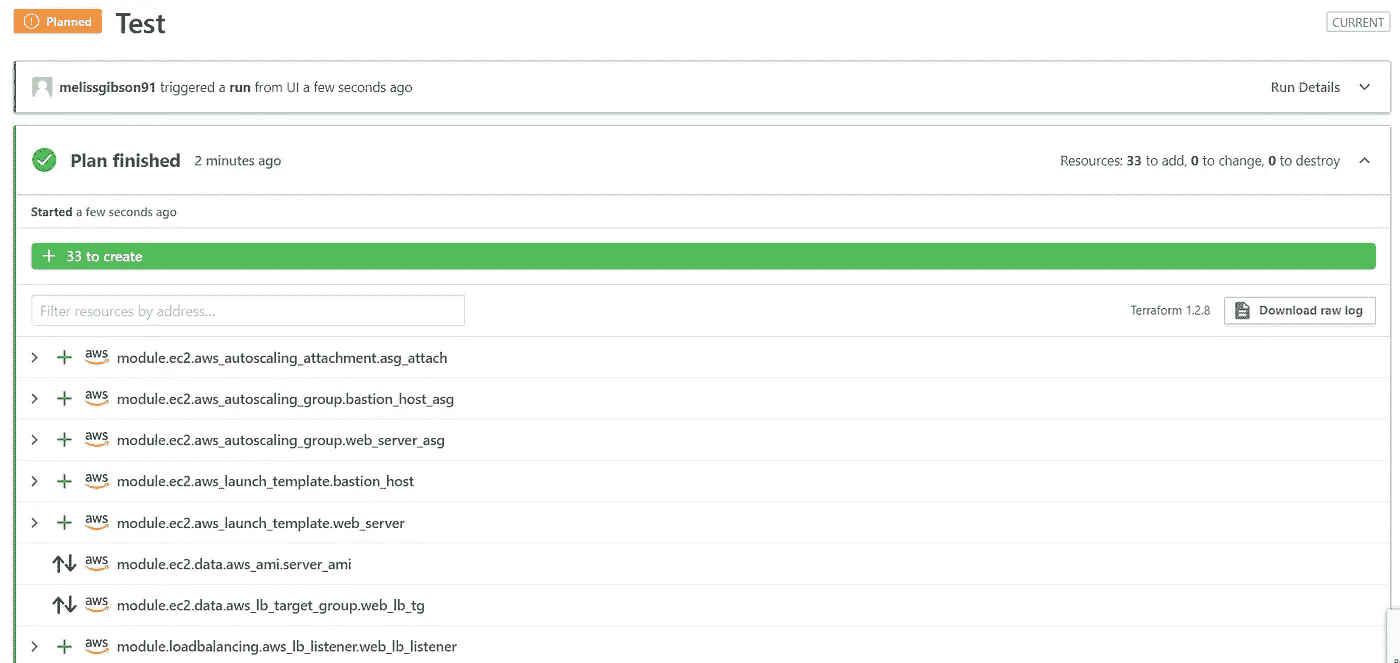 Planned Test CURRENT
melissgibson91 triggered a run from UI a few seconds ago Run Details
Plan finished 2 minutes ago Resources: 33 to add, 0 to change, 0 to destroy
Started a few seconds ago
33 to create
Filter resources by address... Terraform 1.2.8 Download raw log
aws module.ec2.aws_autoscaling_attachment.asg_attach
aws module.ec2.aws_autoscaling_group.bastion_host_asg
aws module.ec2.aws_autoscaling_group.web_server_asg
aws module.ec2.aws_launch_template.bastion_host
aws module.ec2.aws_launch_template.web_server
aws module.ec2.data.aws_ami.server_ami
aws module.ec2.data.aws_lb_target_group.web_lb_tg
aws module.loadbalancing.aws_lb_listener.web_lb_listener